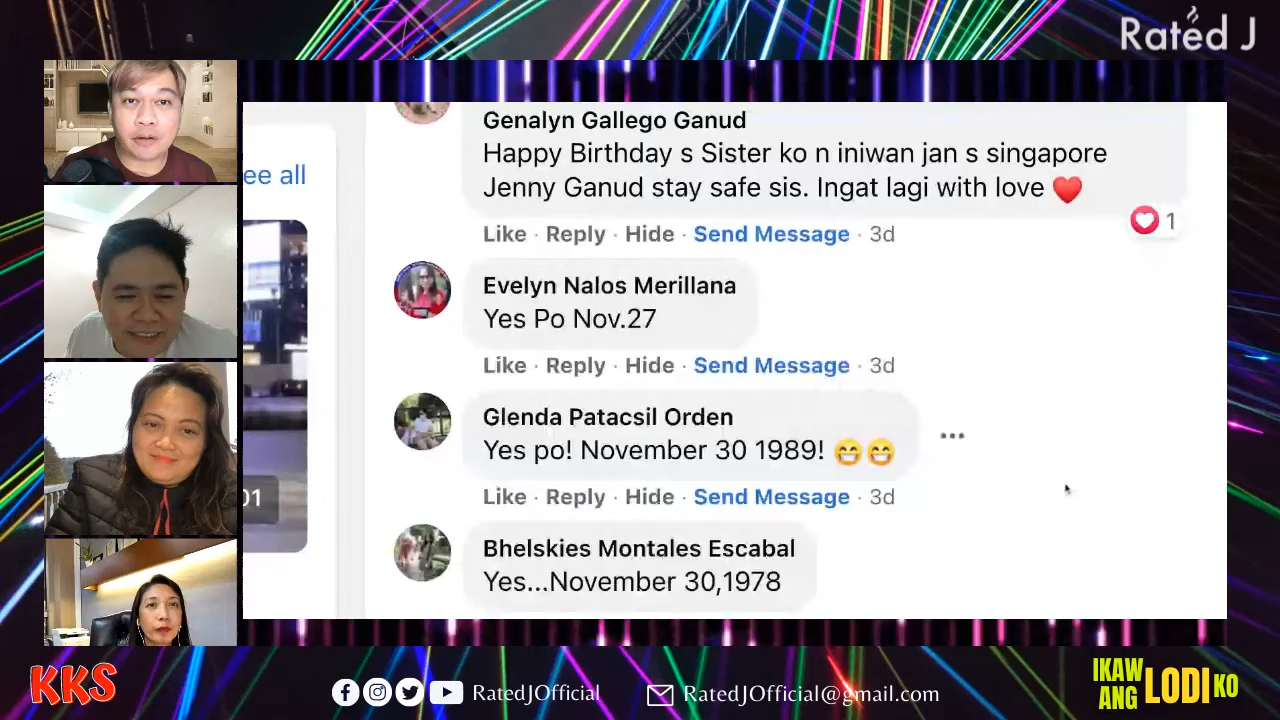 Rated J
ee all
01
Genalyn Gallego Ganud
Happy Birthday s Sister ko n iniwan jan s singapore
Jenny Ganud stay safe sis. Ingat lagi with love ❤️
1
Like · Reply · Hide · Send Message · 3d
Evelyn Nalos Merillana
Yes Po Nov.27
Like · Reply · Hide · Send Message · 3d
Glenda Patacsil Orden
Yes po! November 30 1989! 😁😁
Like · Reply · Hide · Send Message · 3d
Bhelskies Montales Escabal
Yes...November 30,1978
KKS
RatedJOfficial
RatedJOfficial@gmail.com
IKAW
ANG LODI KO